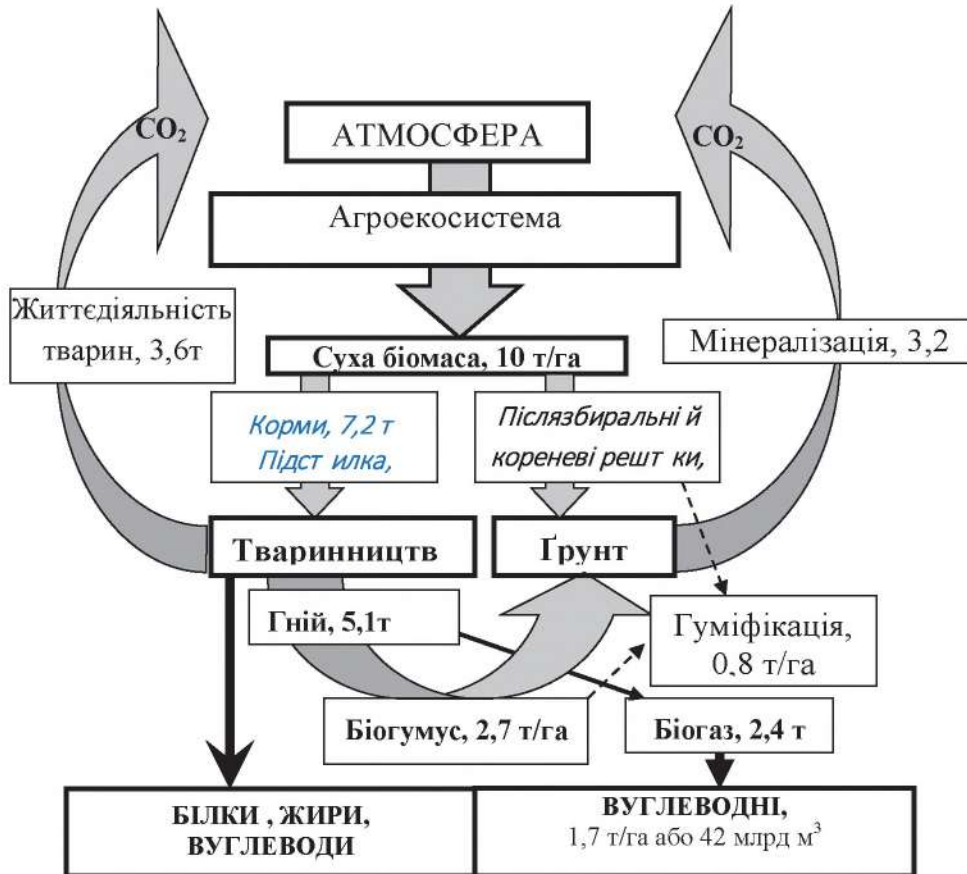 CO₂
CO₂
АТМОСФЕРА
Агроекосистема
Життєдіяльність
тварин, 3,6т
Мінералізація, 3,2
Суха біомаса, 10 т/га
Корми, 7,2 т
Підст илка,
Післязбиральні й
кореневі решт ки,
Тваринництв
Ґрунт
Гній, 5,1т
Гуміфікація,
0,8 т/га
Біогумус, 2,7 т/га
Біогаз, 2,4 т
БІЛКИ , ЖИРИ,
ВУГЛЕВОДИ
ВУГЛЕВОДНІ,
1,7 т/га або 42 млрд м³